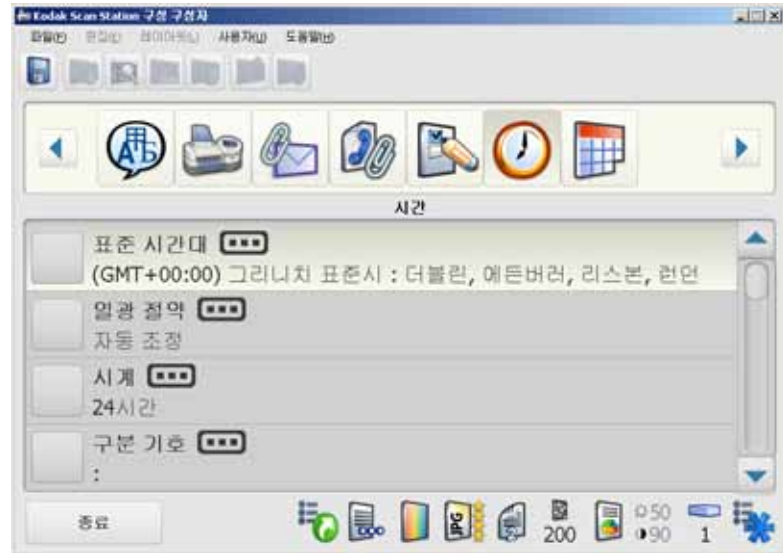 Kodak Scan Station 구성 구성자
파일(F) 편집(E) 레이아웃(L) 사용자(U) 도움말(H)
시간
표준 시간대
(GMT+00:00) 그리니치 표준시 : 더블린, 에든버러, 리스본, 런던
일광 절약
자동 조정
시계
24시간
구분 기호
:
종료
JPG
200
50
90
1